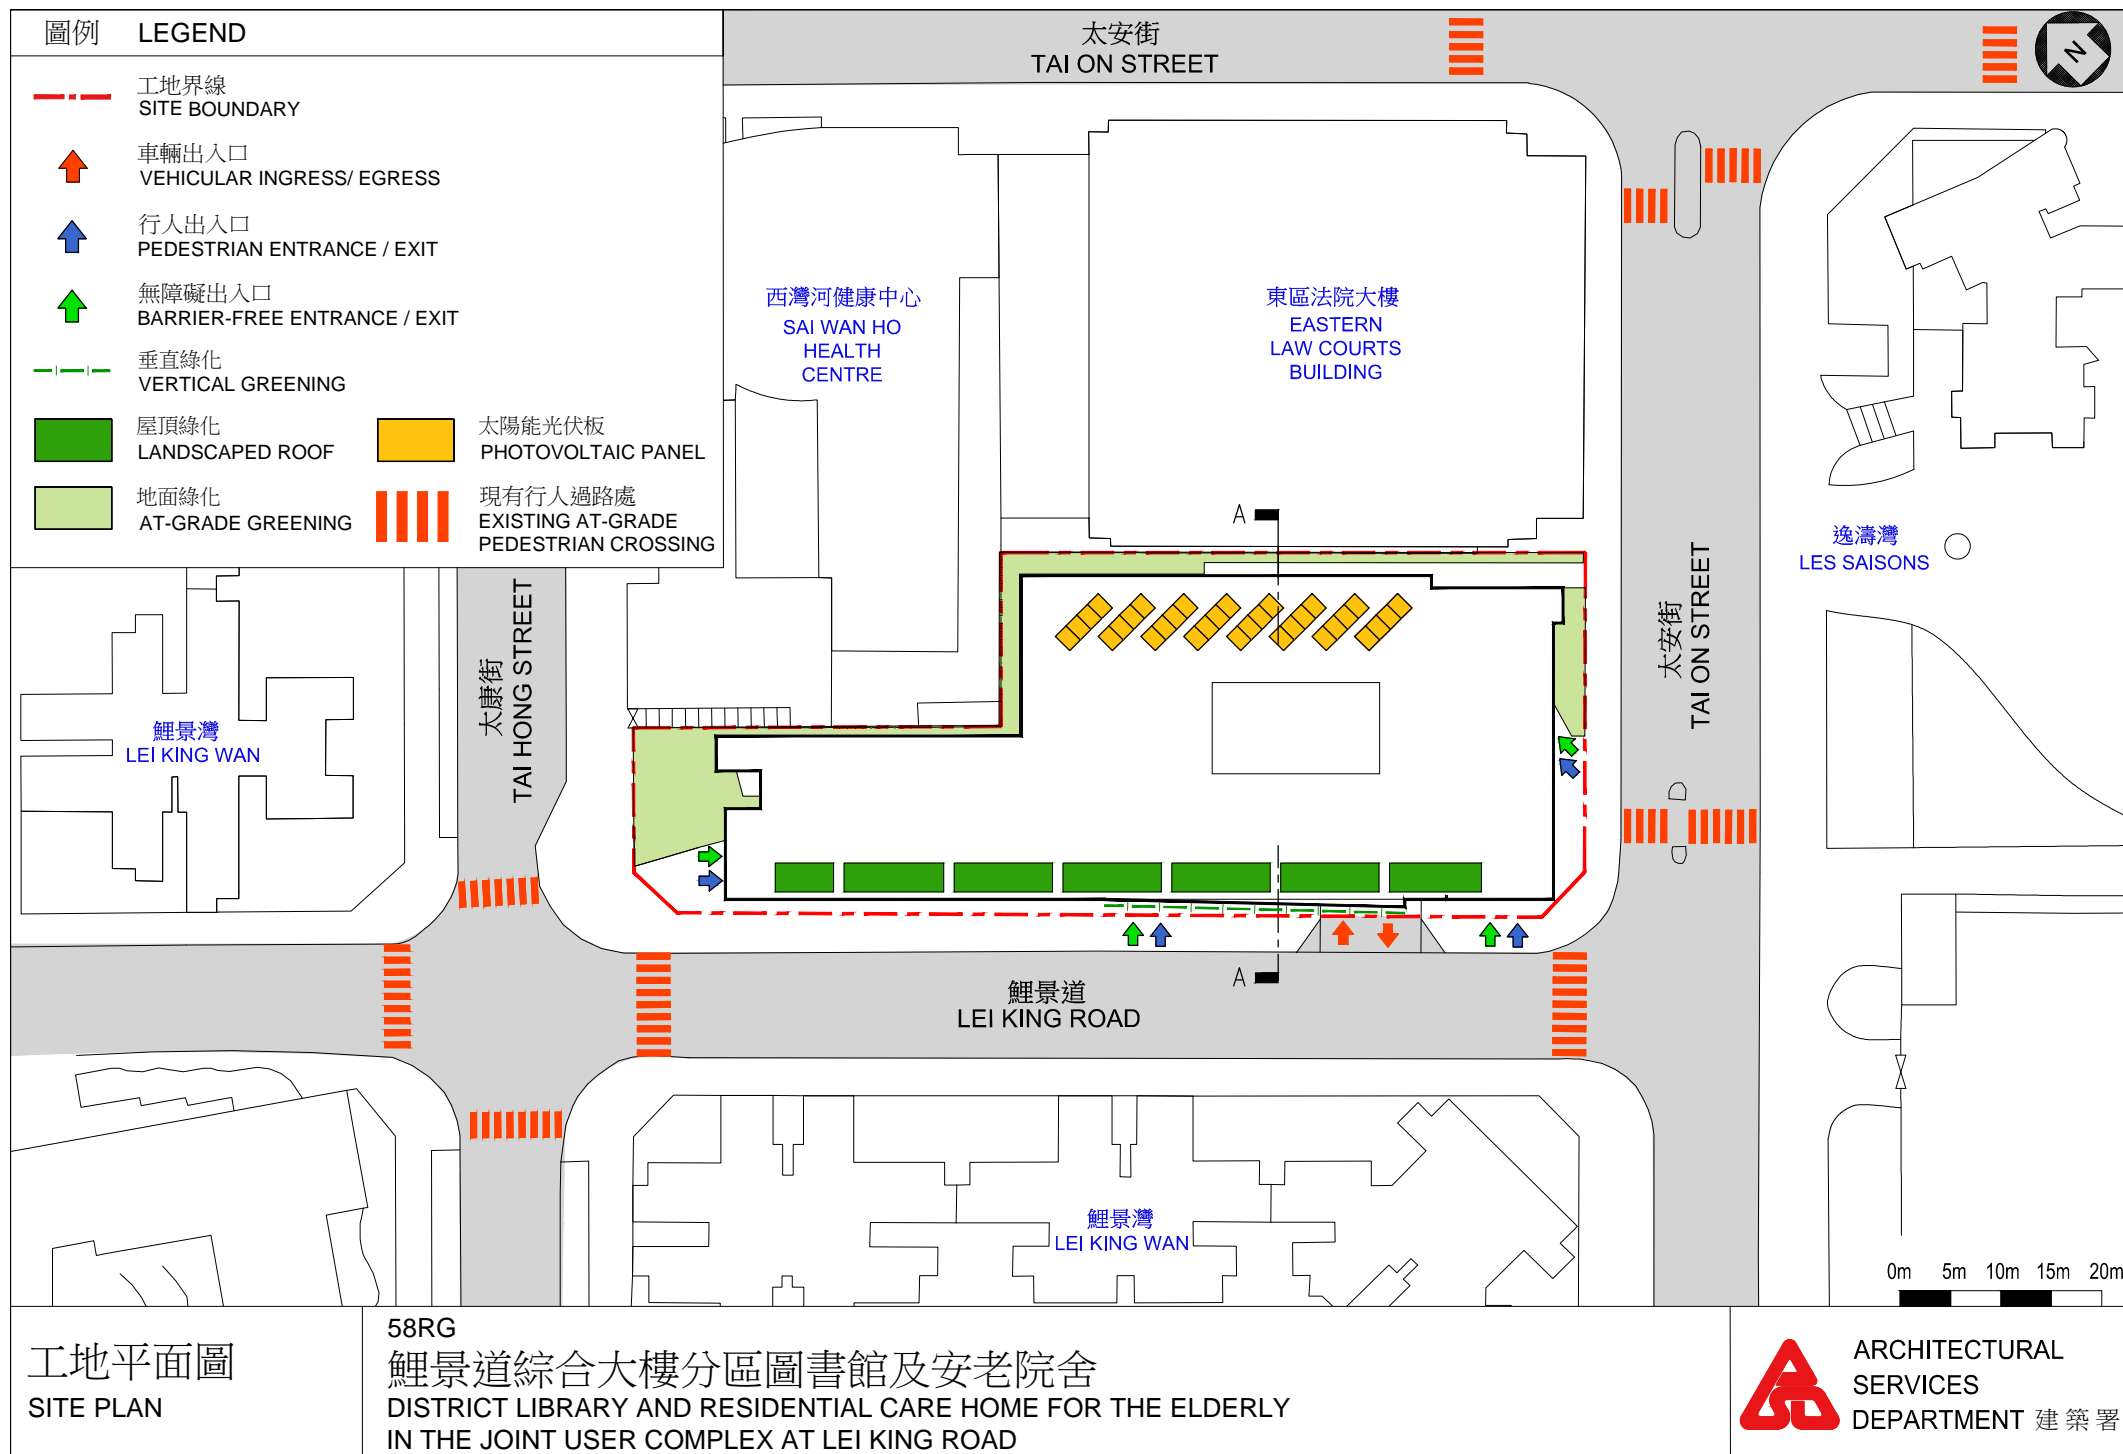 圖例 LEGEND
工地界線
SITE BOUNDARY
車輛出入口
VEHICULAR INGRESS/ EGRESS
行人出入口
PEDESTRIAN ENTRANCE / EXIT
無障礙出入口
BARRIER-FREE ENTRANCE / EXIT
垂直綠化
VERTICAL GREENING
屋頂綠化
LANDSCAPED ROOF
太陽能光伏板
PHOTOVOLTAIC PANEL
地面綠化
AT-GRADE GREENING
現有行人過路處
EXISTING AT-GRADE
PEDESTRIAN CROSSING
太安街
TAI ON STREET
N
西灣河健康中心
SAI WAN HO
HEALTH
CENTRE
東區法院大樓
EASTERN
LAW COURTS
BUILDING
A
逸濤灣
LES SAISONS
太康街
TAI HONG STREET
太安街
TAI ON STREET
鯉景灣
LEI KING WAN
A
鯉景道
LEI KING ROAD
鯉景灣
LEI KING WAN
0m 5m 10m 15m 20m
工地平面圖
SITE PLAN
58RG
鯉景道綜合大樓分區圖書館及安老院舍
DISTRICT LIBRARY AND RESIDENTIAL CARE HOME FOR THE ELDERLY
IN THE JOINT USER COMPLEX AT LEI KING ROAD
ARCHITECTURAL
SERVICES
DEPARTMENT 建築署